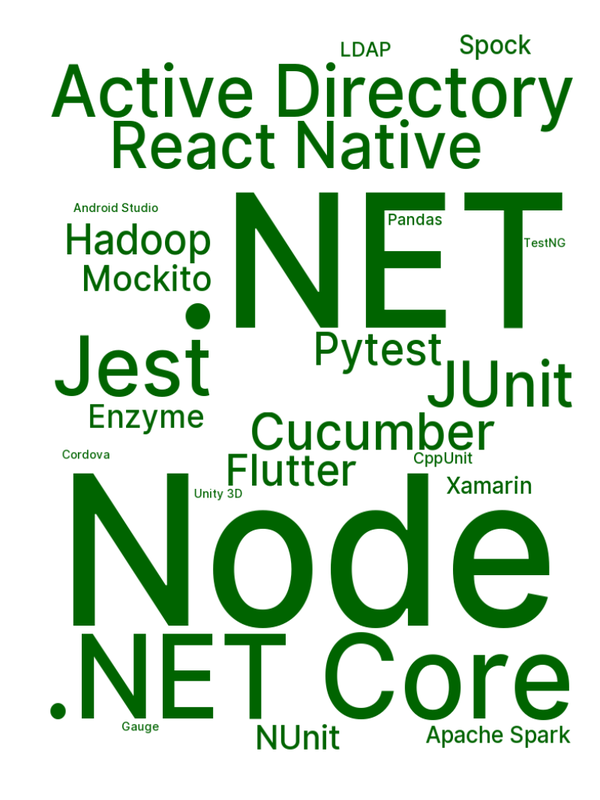 LDAP
Spock
Active Directory
React Native
Android Studio
.NET
Pandas
TestNG
Hadoop
Mockito
Jest
Pytest
JUnit
Enzyme
Cucumber
Cordova
Flutter
CppUnit
Unity 3D
Xamarin
Node
.NET Core
Gauge
NUnit
Apache Spark